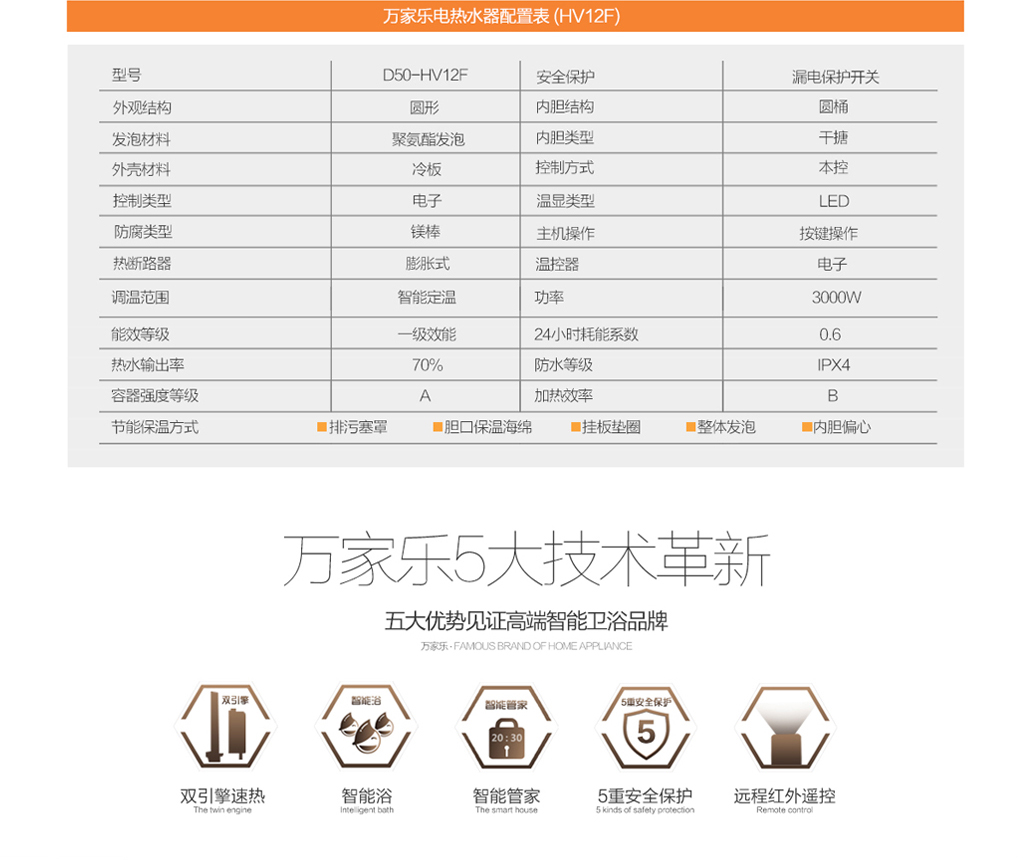 万家乐电热水器配置表 (HV12F)
型号 D50-HV12F 安全保护 漏电保护开关
外观结构 圆形 内胆结构 圆桶
发泡材料 聚氨酯发泡 内胆类型 干搪
外壳材料 冷板 控制方式 本控
控制类型 电子 温显类型 LED
防腐类型 镁棒 主机操作 按键操作
热断路器 膨胀式 温控器 电子
调温范围 智能定温 功率 3000W
能效等级 一级效能 24小时耗能系数 0.6
热水输出率 70% 防水等级 IPX4
容器强度等级 A 加热效率 B
节能保温方式 排污塞罩 胆口保温海绵 挂板垫圈 整体发泡 内胆偏心
万家乐5大技术革新
五大优势见证高端智能卫浴品牌
万家乐 · FAMOUS BRAND OF HOME APPLIANCE
双引擎 智能浴 智能管家 5重安全保护
20:30 5
双引擎速热 智能浴 智能管家 5重安全保护 远程红外遥控
The twin engine Intelligent bath The smart house 5 kinds of safety protection Remote control